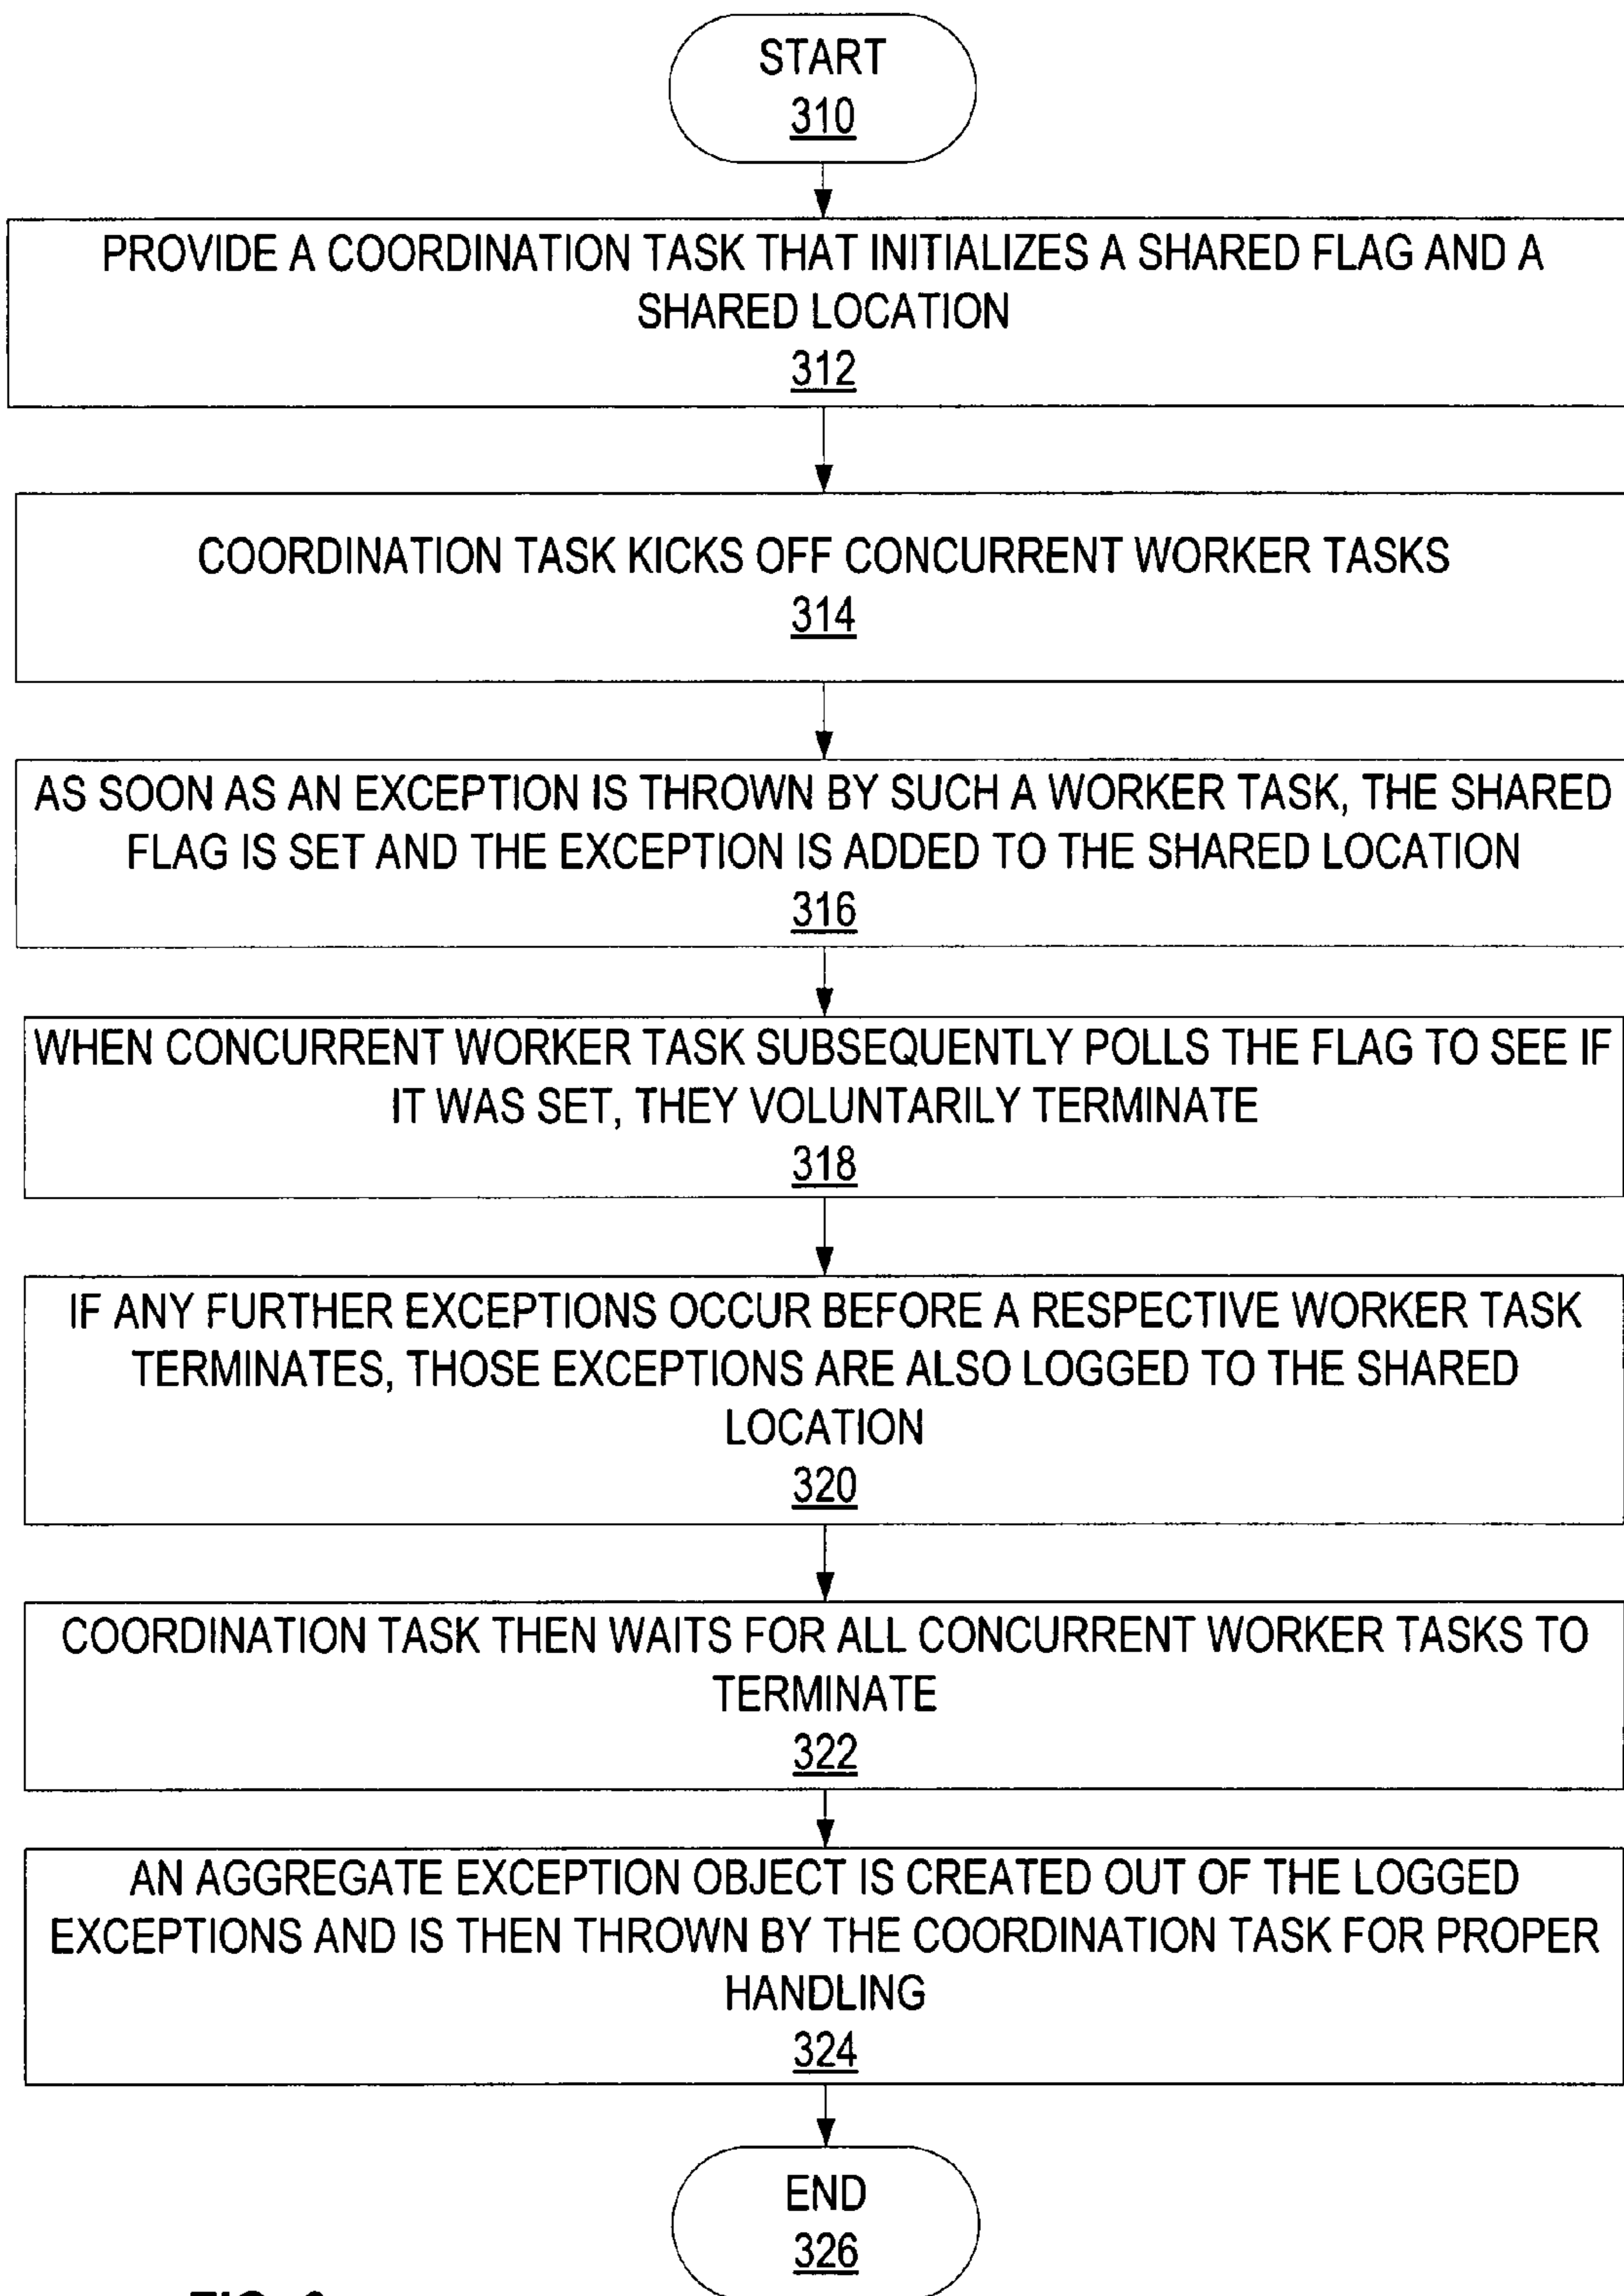 START
310
PROVIDE A COORDINATION TASK THAT INITIALIZES A SHARED FLAG AND A
SHARED LOCATION
312
COORDINATION TASK KICKS OFF CONCURRENT WORKER TASKS
314
AS SOON AS AN EXCEPTION IS THROWN BY SUCH A WORKER TASK, THE SHARED
FLAG IS SET AND THE EXCEPTION IS ADDED TO THE SHARED LOCATION
316
WHEN CONCURRENT WORKER TASK SUBSEQUENTLY POLLS THE FLAG TO SEE IF
IT WAS SET, THEY VOLUNTARILY TERMINATE
318
IF ANY FURTHER EXCEPTIONS OCCUR BEFORE A RESPECTIVE WORKER TASK
TERMINATES, THOSE EXCEPTIONS ARE ALSO LOGGED TO THE SHARED
LOCATION
320
COORDINATION TASK THEN WAITS FOR ALL CONCURRENT WORKER TASKS TO
TERMINATE
322
AN AGGREGATE EXCEPTION OBJECT IS CREATED OUT OF THE LOGGED
EXCEPTIONS AND IS THEN THROWN BY THE COORDINATION TASK FOR PROPER
HANDLING
324
END
326